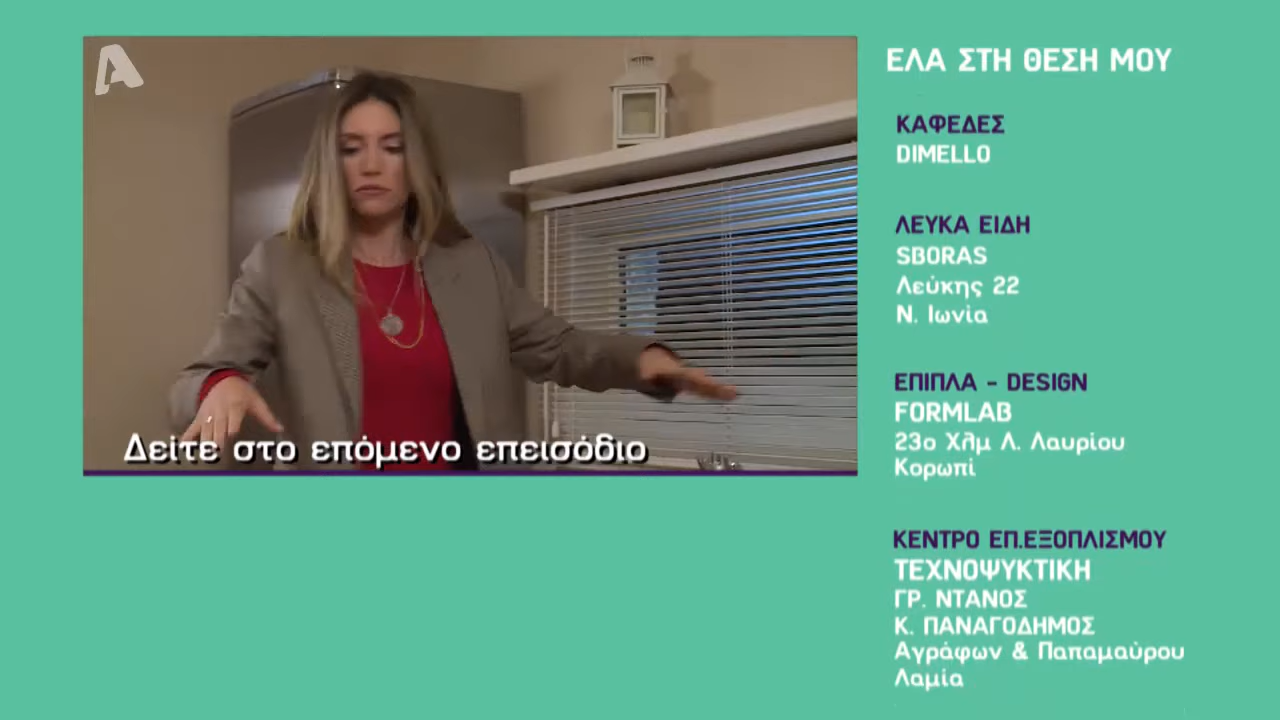 Δείτε στο επόμενο επεισόδιο
ΕΛΑ ΣΤΗ ΘΕΣΗ ΜΟΥ
ΚΑΦΕΔΕΣ
DIMELLO
ΛΕΥΚΑ ΕΙΔΗ
SBORAS
Λεύκης 22
Ν. Ιωνία
ΕΠΙΠΛΑ - DESIGN
FORMLAB
23ο Χλμ Λ. Λαυρίου
Κορωπί
ΚΕΝΤΡΟ ΕΠ.ΕΞΟΠΛΙΣΜΟΥ
ΤΕΧΝΟΨΥΚΤΙΚΗ
ΓΡ. ΝΤΑΝΟΣ
Κ. ΠΑΝΑΓΟΔΗΜΟΣ
Αγράφων & Παπαμαύρου
Λαμία